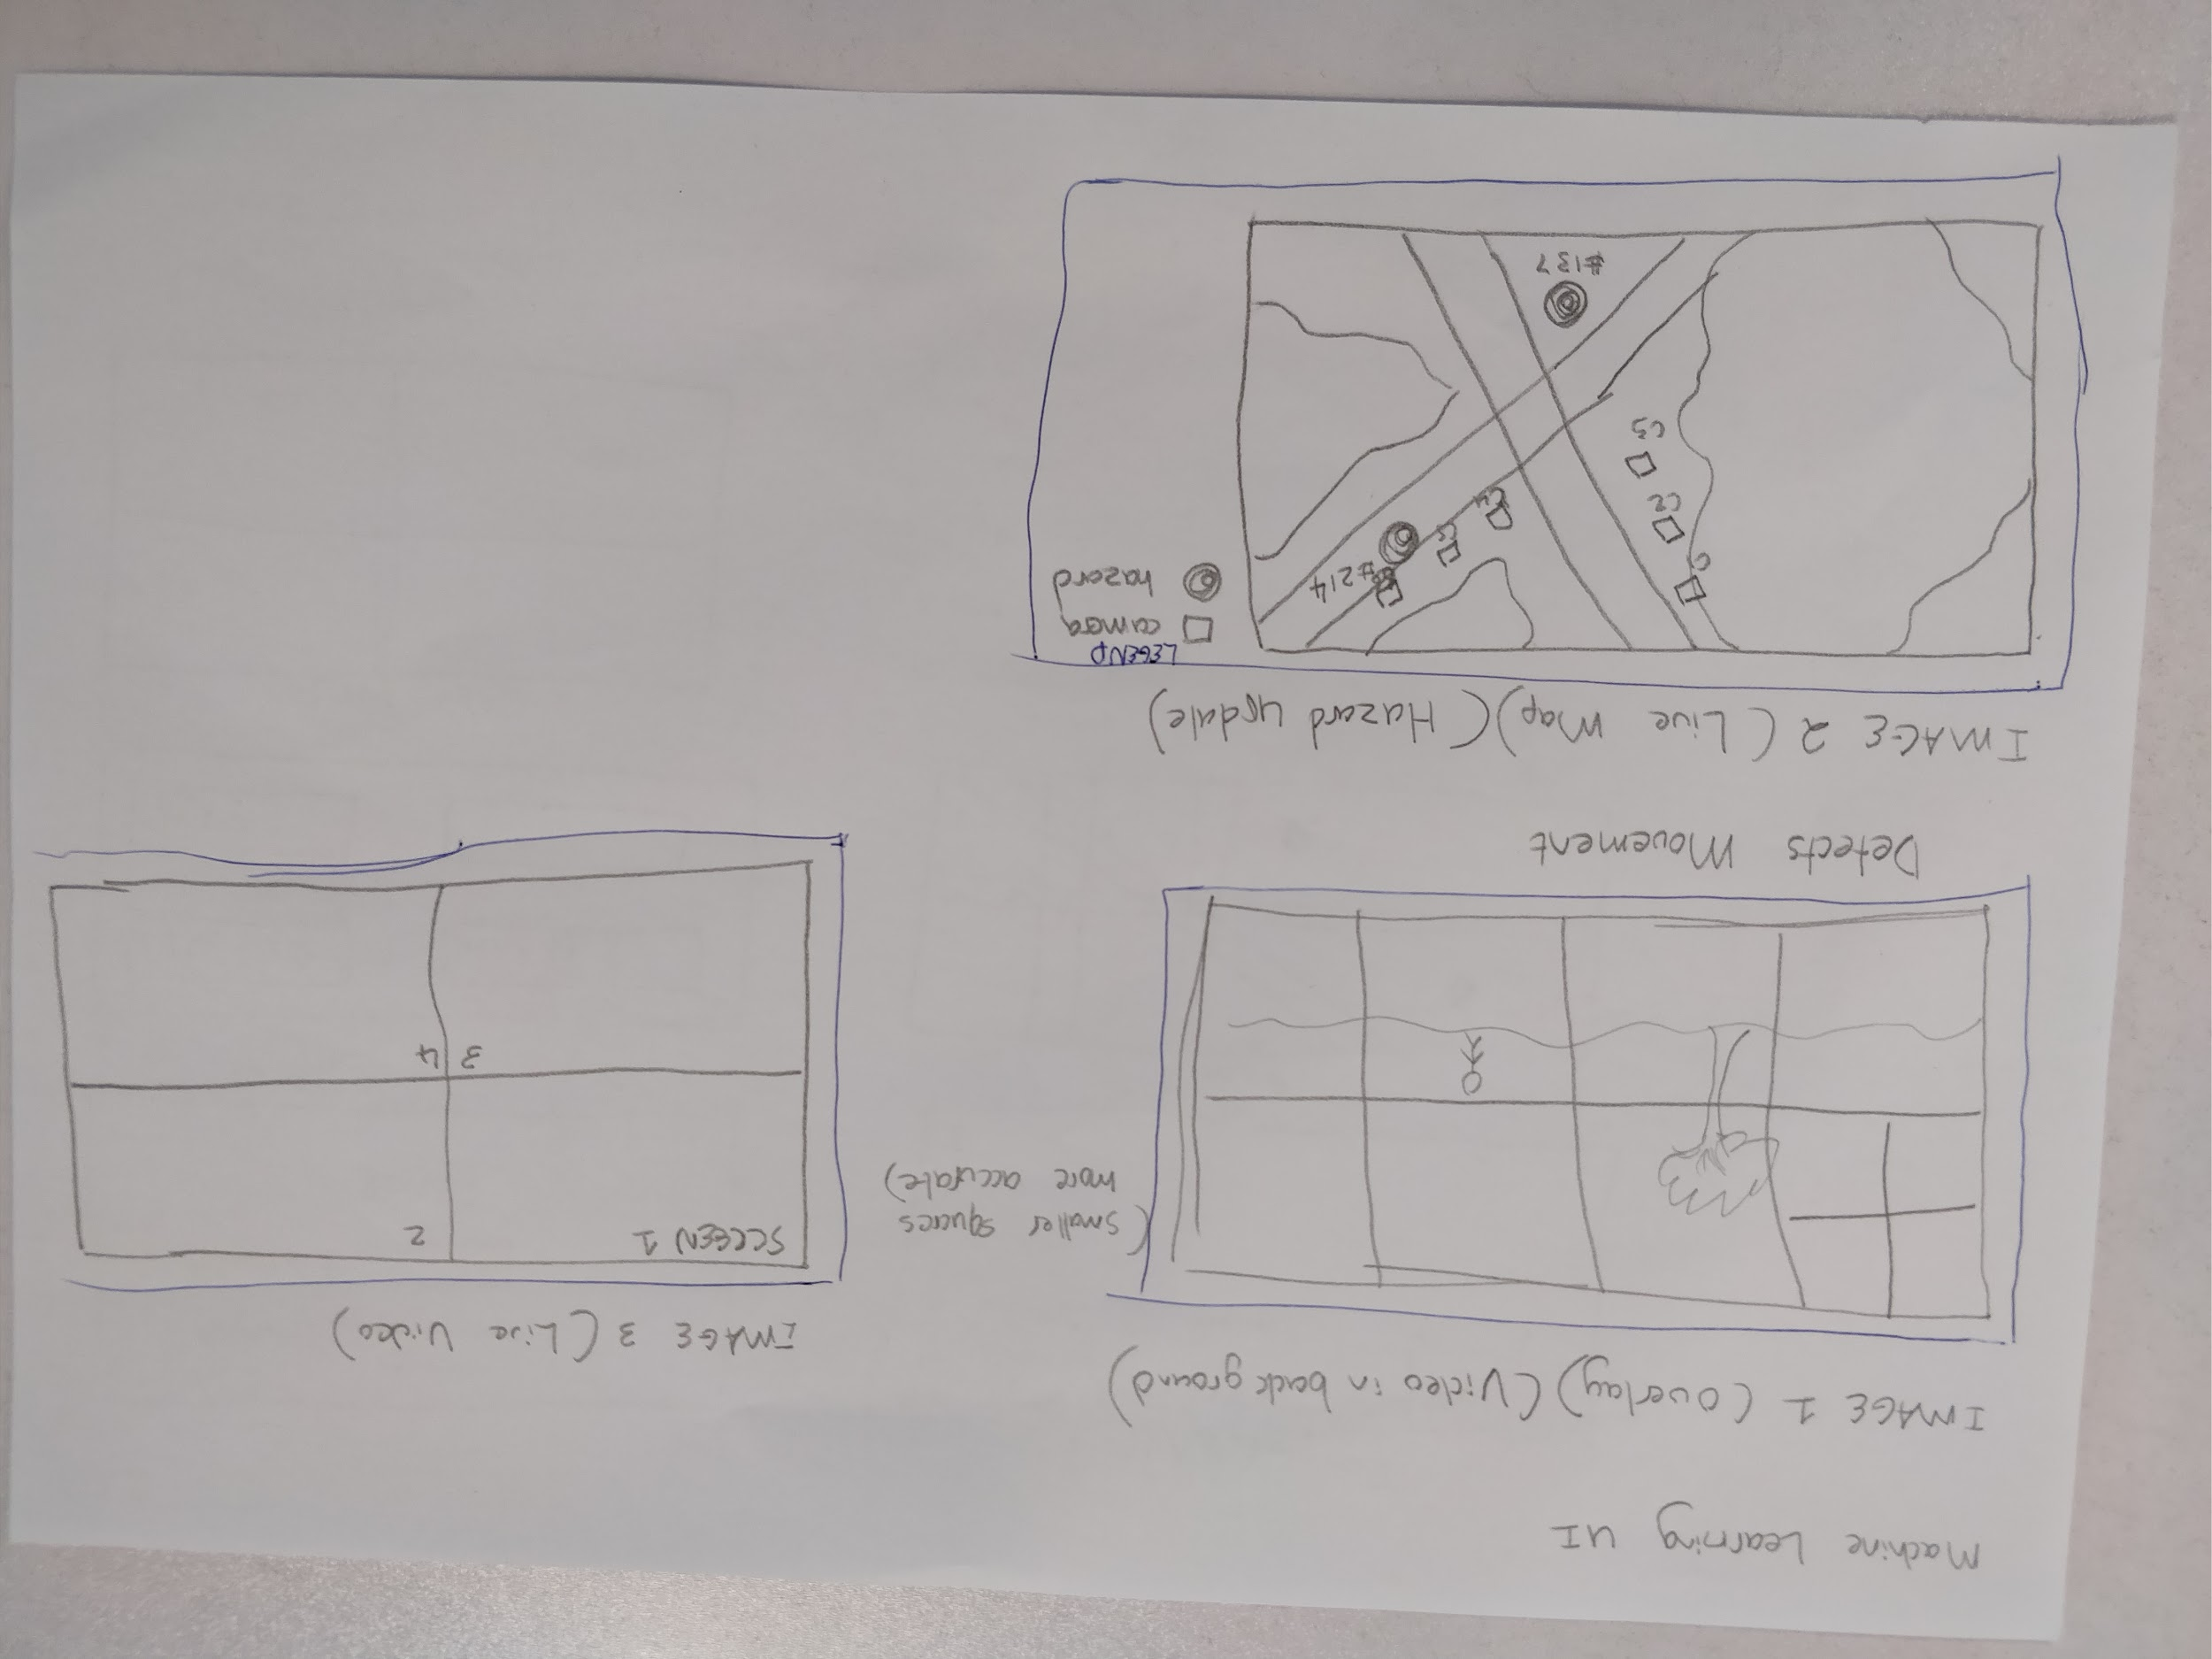 Machine Learning UI
IMAGE 1 (Overlay) (Video in background)
(smaller squares
more accurate)
Detects Movement
IMAGE 2 (Live Map) (Hazard update)
LEGEND
camera
hazard
#214
C4
C2
C3
#137
IMAGE 3 (Live Video)
SCREEN 1
2
3
4